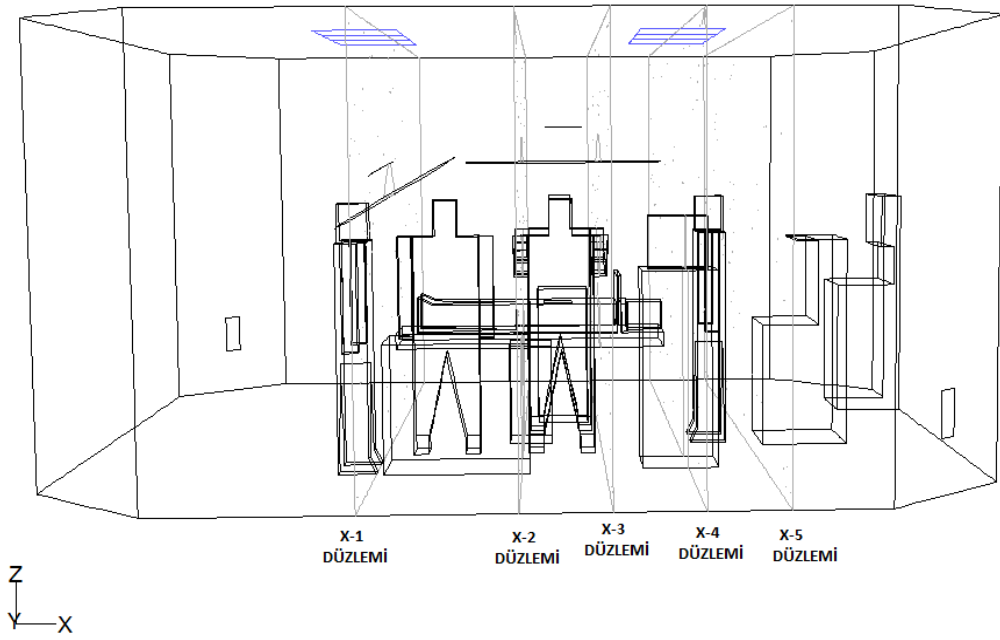 X-1
DÜZLEMİ
X-2
DÜZLEMİ
X-3
DÜZLEMİ
X-4
DÜZLEMİ
X-5
DÜZLEMİ
Z
Y
X